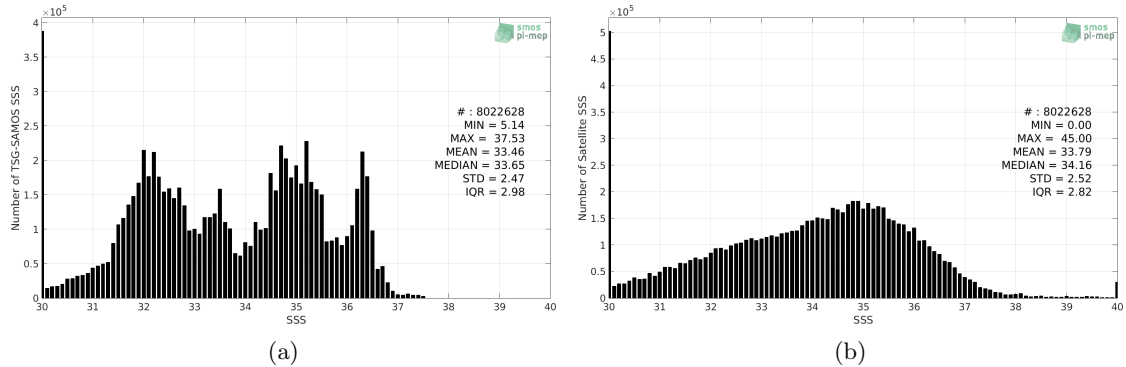 ×10⁵
4
3.5
3
2.5
2
1.5
1
0.5
0
Number of TSG-SAMOS SSS
smos
pi-mep
# : 8022628
MIN = 5.14
MAX = 37.53
MEAN = 33.46
MEDIAN = 33.65
STD = 2.47
IQR = 2.98
30 31 32 33 34 35 36 37 38 39 40
SSS
(a)
×10⁵
5
4.5
4
3.5
3
2.5
2
1.5
1
0.5
0
Number of Satellite SSS
smos
pi-mep
# : 8022628
MIN = 0.00
MAX = 45.00
MEAN = 33.79
MEDIAN = 34.16
STD = 2.52
IQR = 2.82
30 31 32 33 34 35 36 37 38 39 40
SSS
(b)